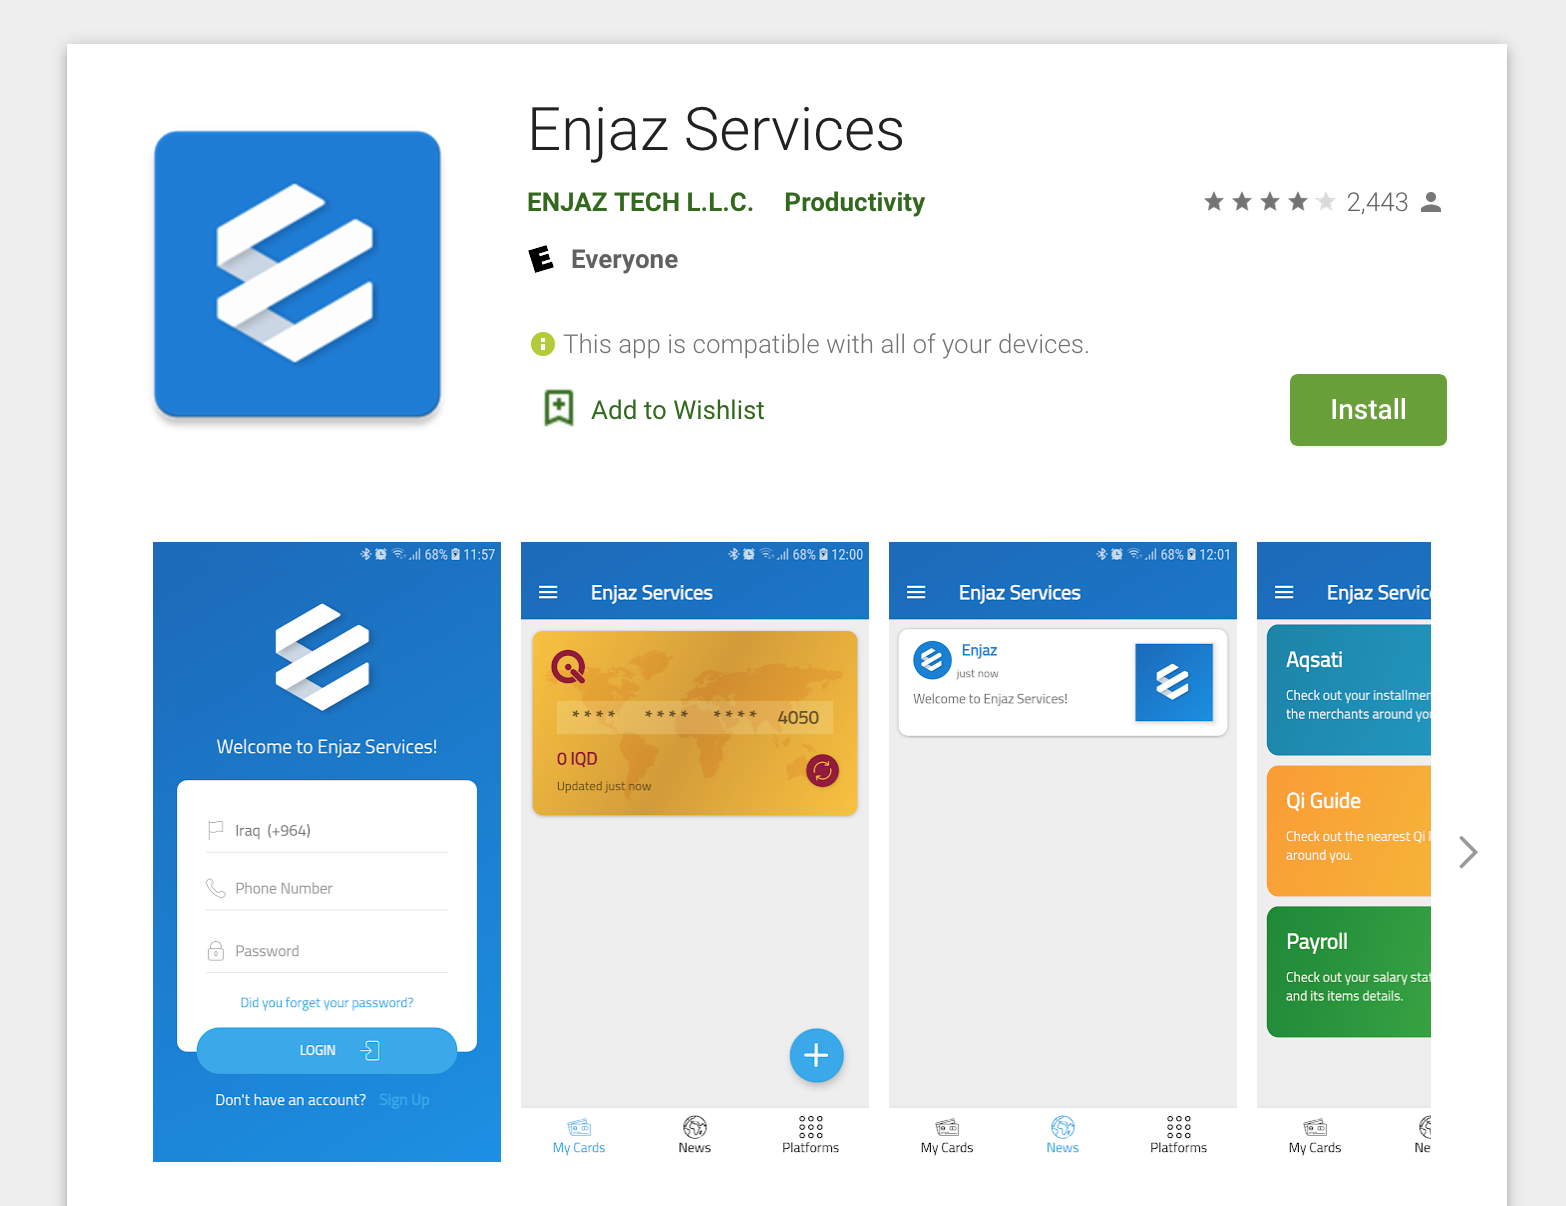 Enjaz Services
ENJAZ TECH L.L.C. Productivity
2,443
E Everyone
This app is compatible with all of your devices.
Add to Wishlist
Install
68% 11:57
Welcome to Enjaz Services!
Iraq (+964)
Phone Number
Password
Did you forget your password?
LOGIN
Don't have an account? Sign Up
68% 12:00
Enjaz Services
**** **** **** 4050
0 IQD
Updated just now
My Cards News Platforms
68% 12:01
Enjaz Services
Enjaz
just now
Welcome to Enjaz Services!
My Cards News Platforms
Enjaz Servic
Aqsati
Check out your installmen
the merchants around you
Qi Guide
Check out the nearest Qi
around you.
Payroll
Check out your salary stat
and its items details.
My Cards Ne